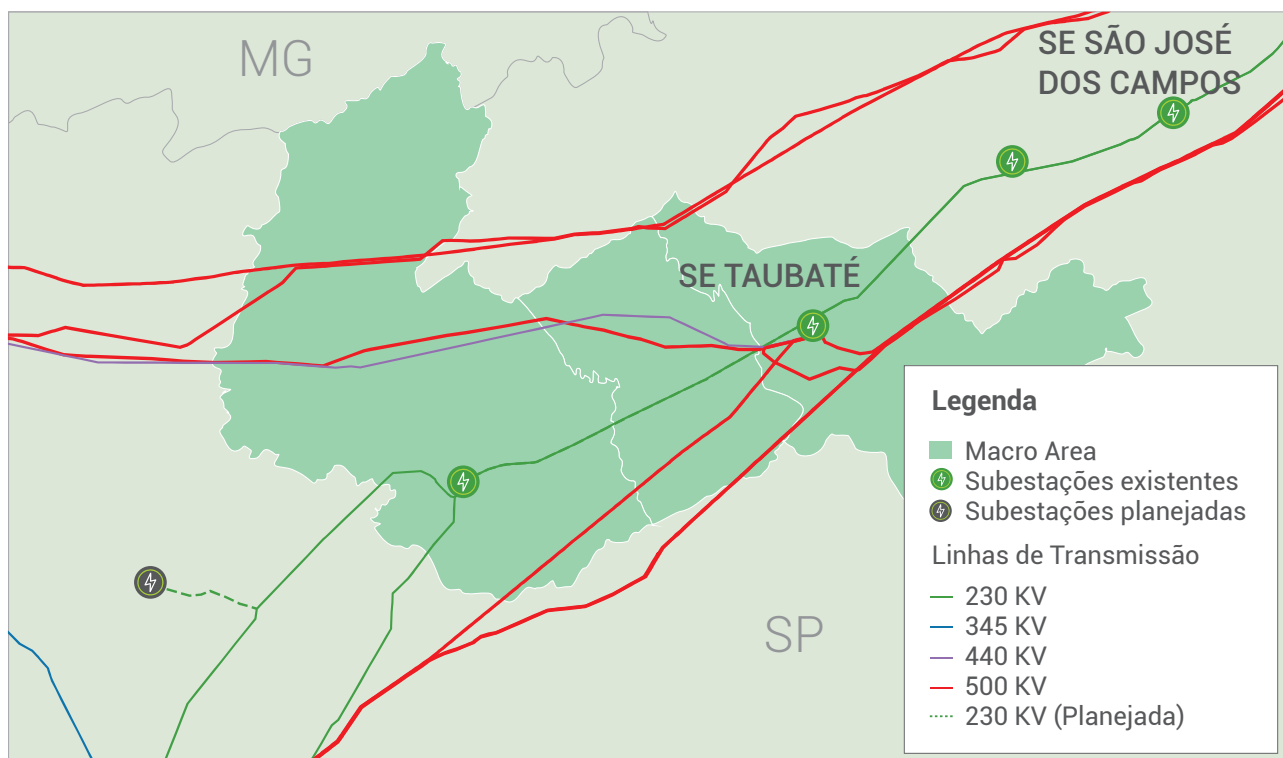 MG
SE SÃO JOSÉ
DOS CAMPOS
SE TAUBATÉ
SP
Legenda
Macro Area
Subestações existentes
Subestações planejadas
Linhas de Transmissão
230 KV
345 KV
440 KV
500 KV
230 KV (Planejada)